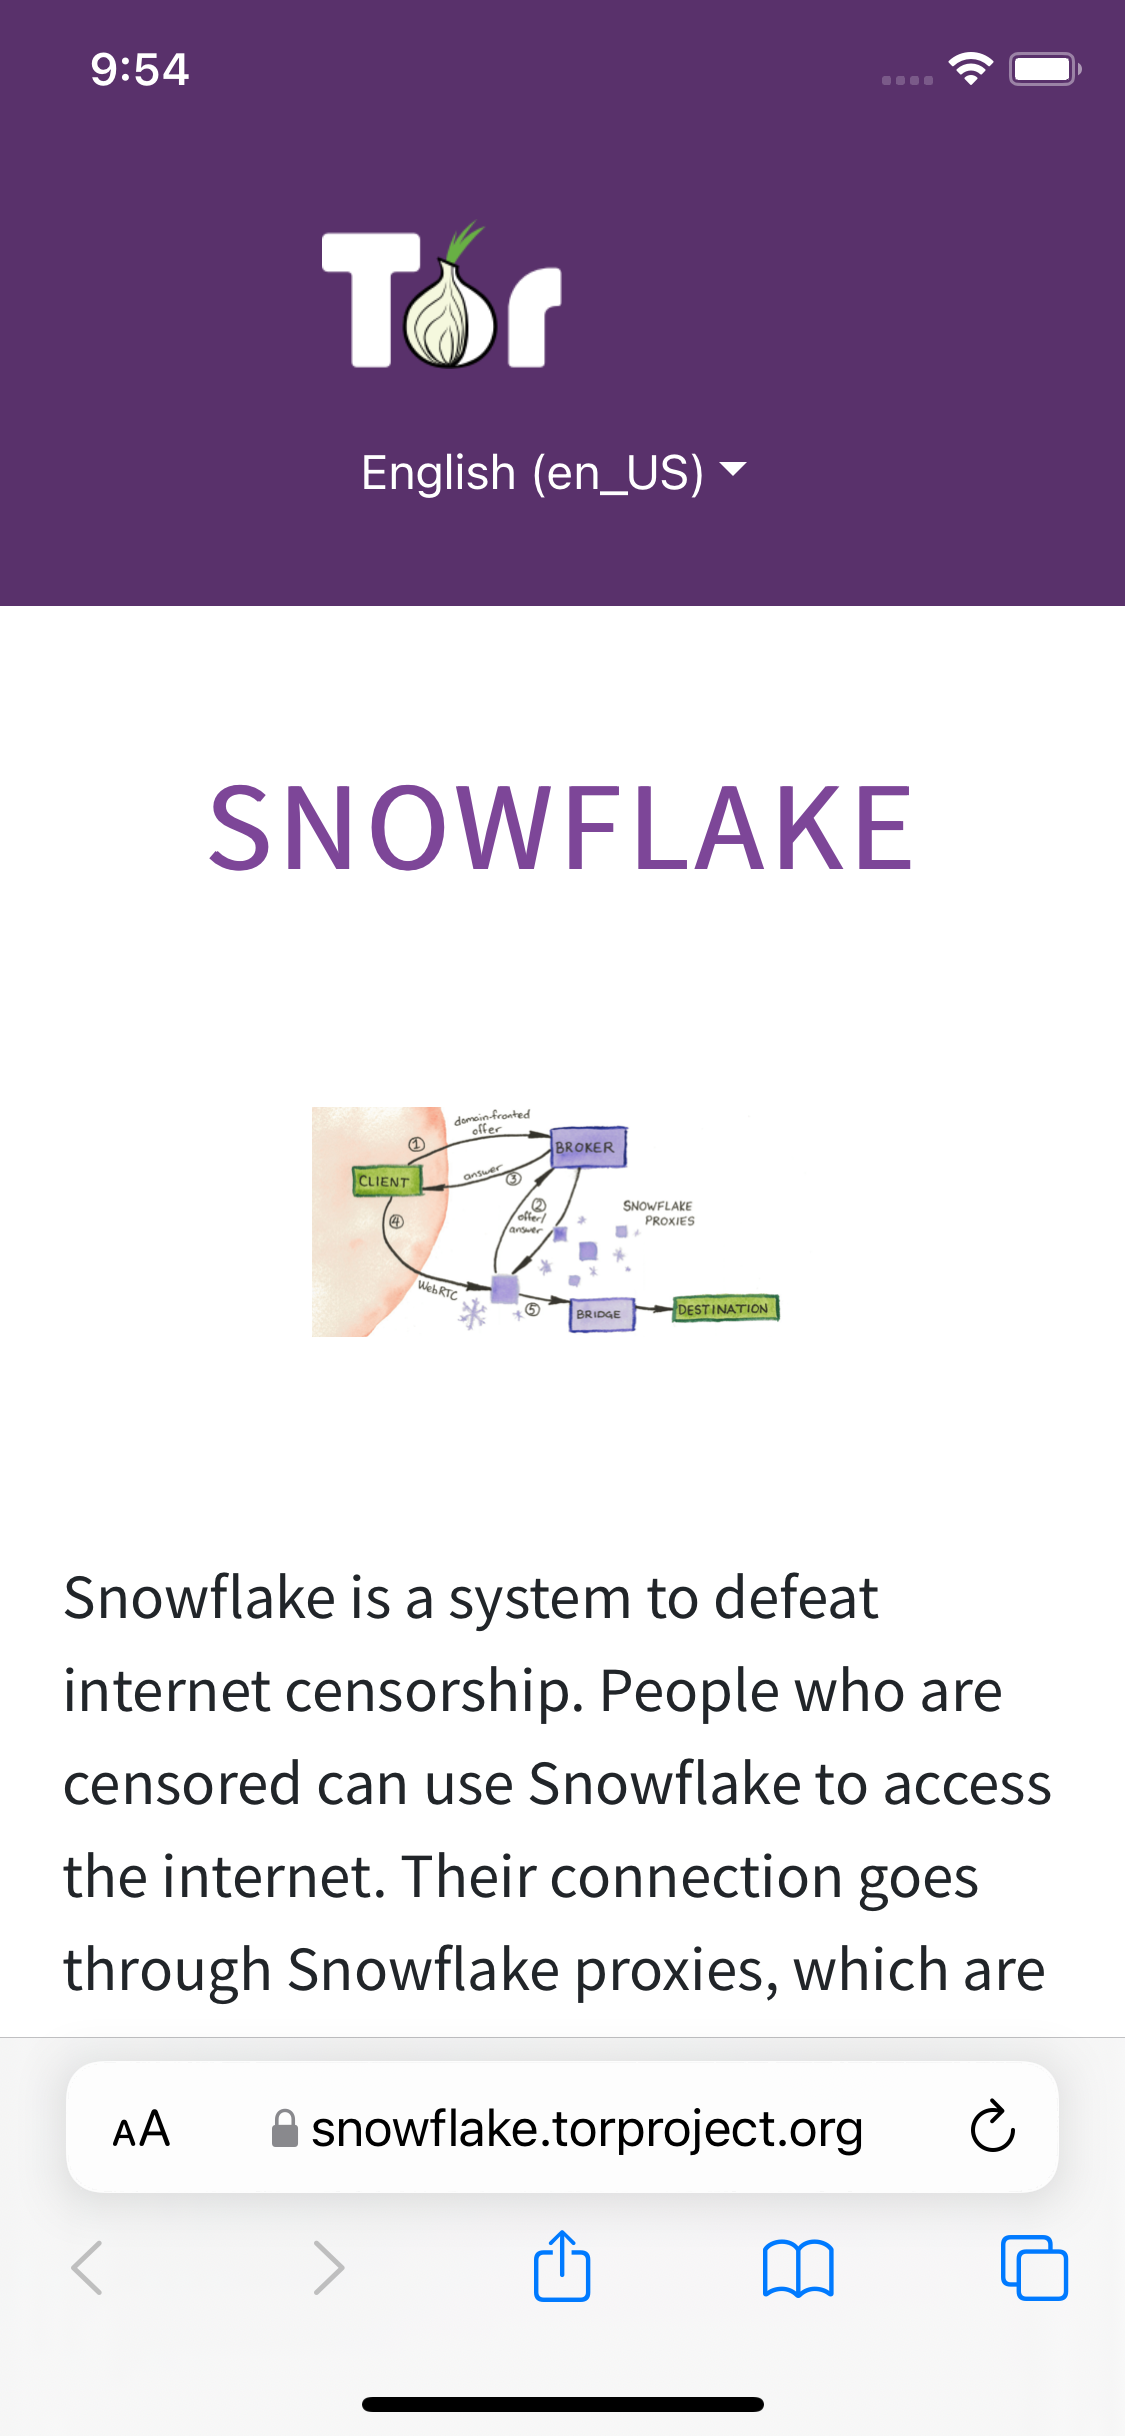 9:54
Tor
English (en_US)
SNOWFLAKE
domain-fronted
offer
1
BROKER
CLIENT
answer
3
2
offer/
answer
SNOWFLAKE
PROXIES
4
WebRTC
5
BRIDGE
DESTINATION
Snowflake is a system to defeat
internet censorship. People who are
censored can use Snowflake to access
the internet. Their connection goes
through Snowflake proxies, which are
AA snowflake.torproject.org